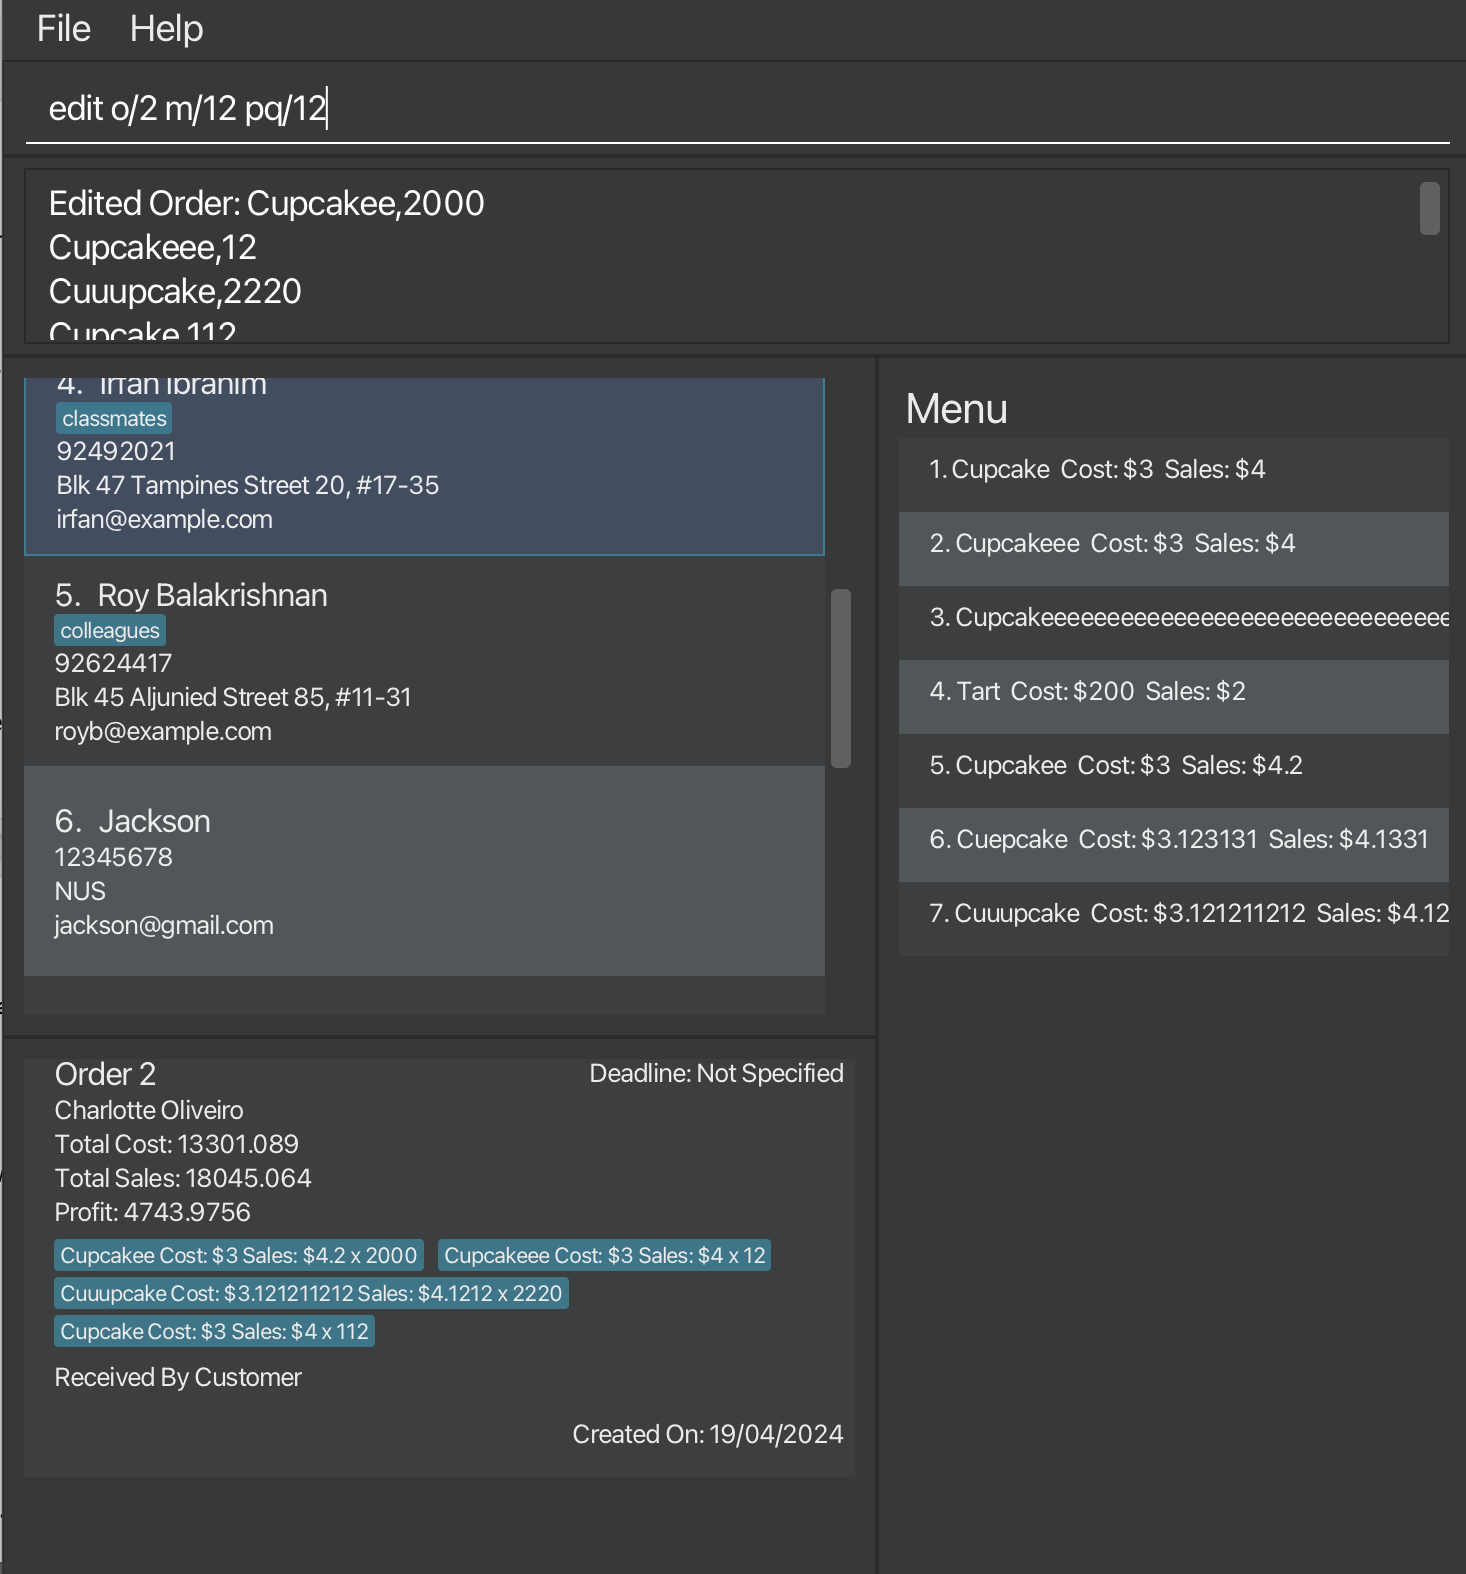 File Help
edit o/2 m/12 pq/12
Edited Order: Cupcakee,2000
Cupcakeee,12
Cuuupcake,2220
Cupcake,112
4. Irfan Ibrahim
classmates
92492021
Blk 47 Tampines Street 20, #17-35
irfan@example.com
5. Roy Balakrishnan
colleagues
92624417
Blk 45 Aljunied Street 85, #11-31
royb@example.com
6. Jackson
12345678
NUS
jackson@gmail.com
Order 2 Deadline: Not Specified
Charlotte Oliveiro
Total Cost: 13301.089
Total Sales: 18045.064
Profit: 4743.9756
Cupcakee Cost: $3 Sales: $4.2 x 2000 Cupcakeee Cost: $3 Sales: $4 x 12
Cuuupcake Cost: $3.121211212 Sales: $4.1212 x 2220
Cupcake Cost: $3 Sales: $4 x 112
Received By Customer
Created On: 19/04/2024
Menu
1. Cupcake Cost: $3 Sales: $4
2. Cupcakeee Cost: $3 Sales: $4
3. Cupcakeeeeeeeeeeeeeeeeeeeeeeeeeeeeeee
4. Tart Cost: $200 Sales: $2
5. Cupcakee Cost: $3 Sales: $4.2
6. Cuepcake Cost: $3.123131 Sales: $4.1331
7. Cuuupcake Cost: $3.121211212 Sales: $4.12